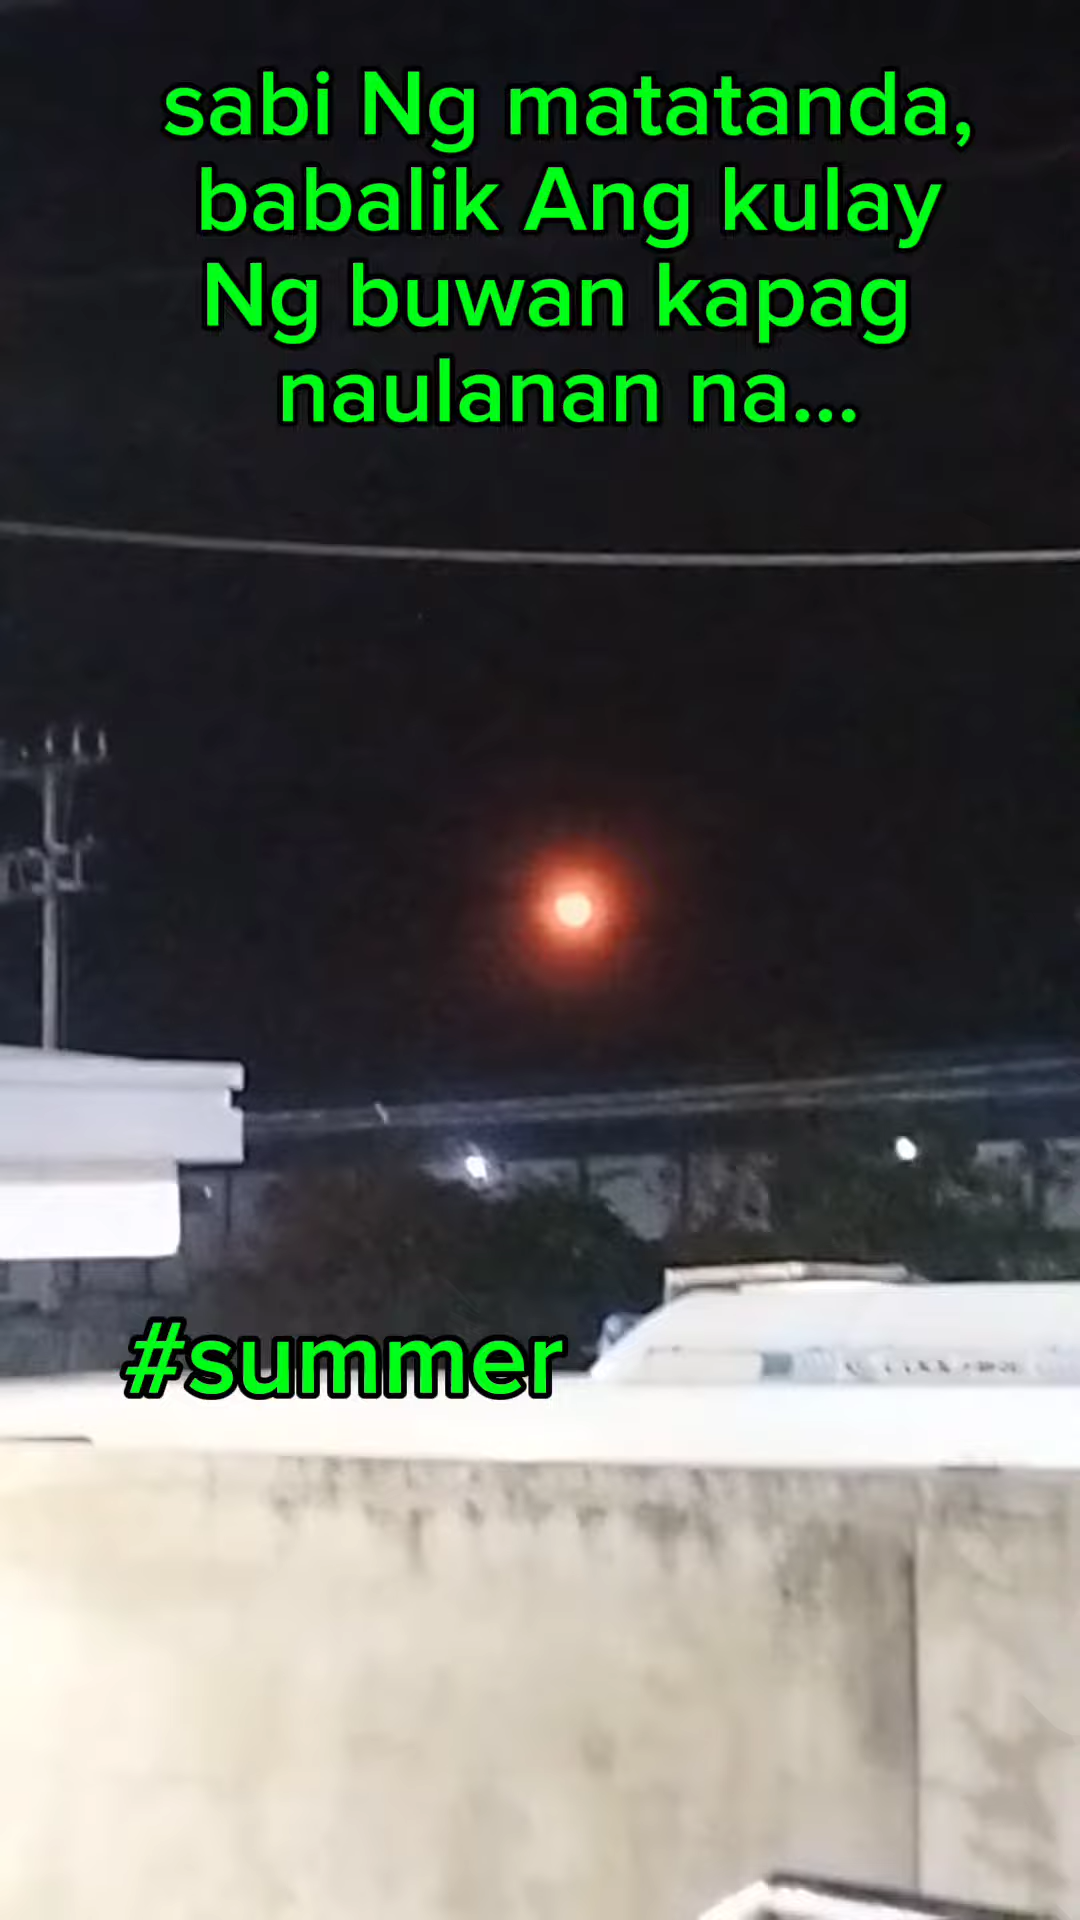 sabi Ng matatanda,
babalik Ang kulay
Ng buwan kapag
naulanan na...
#summer